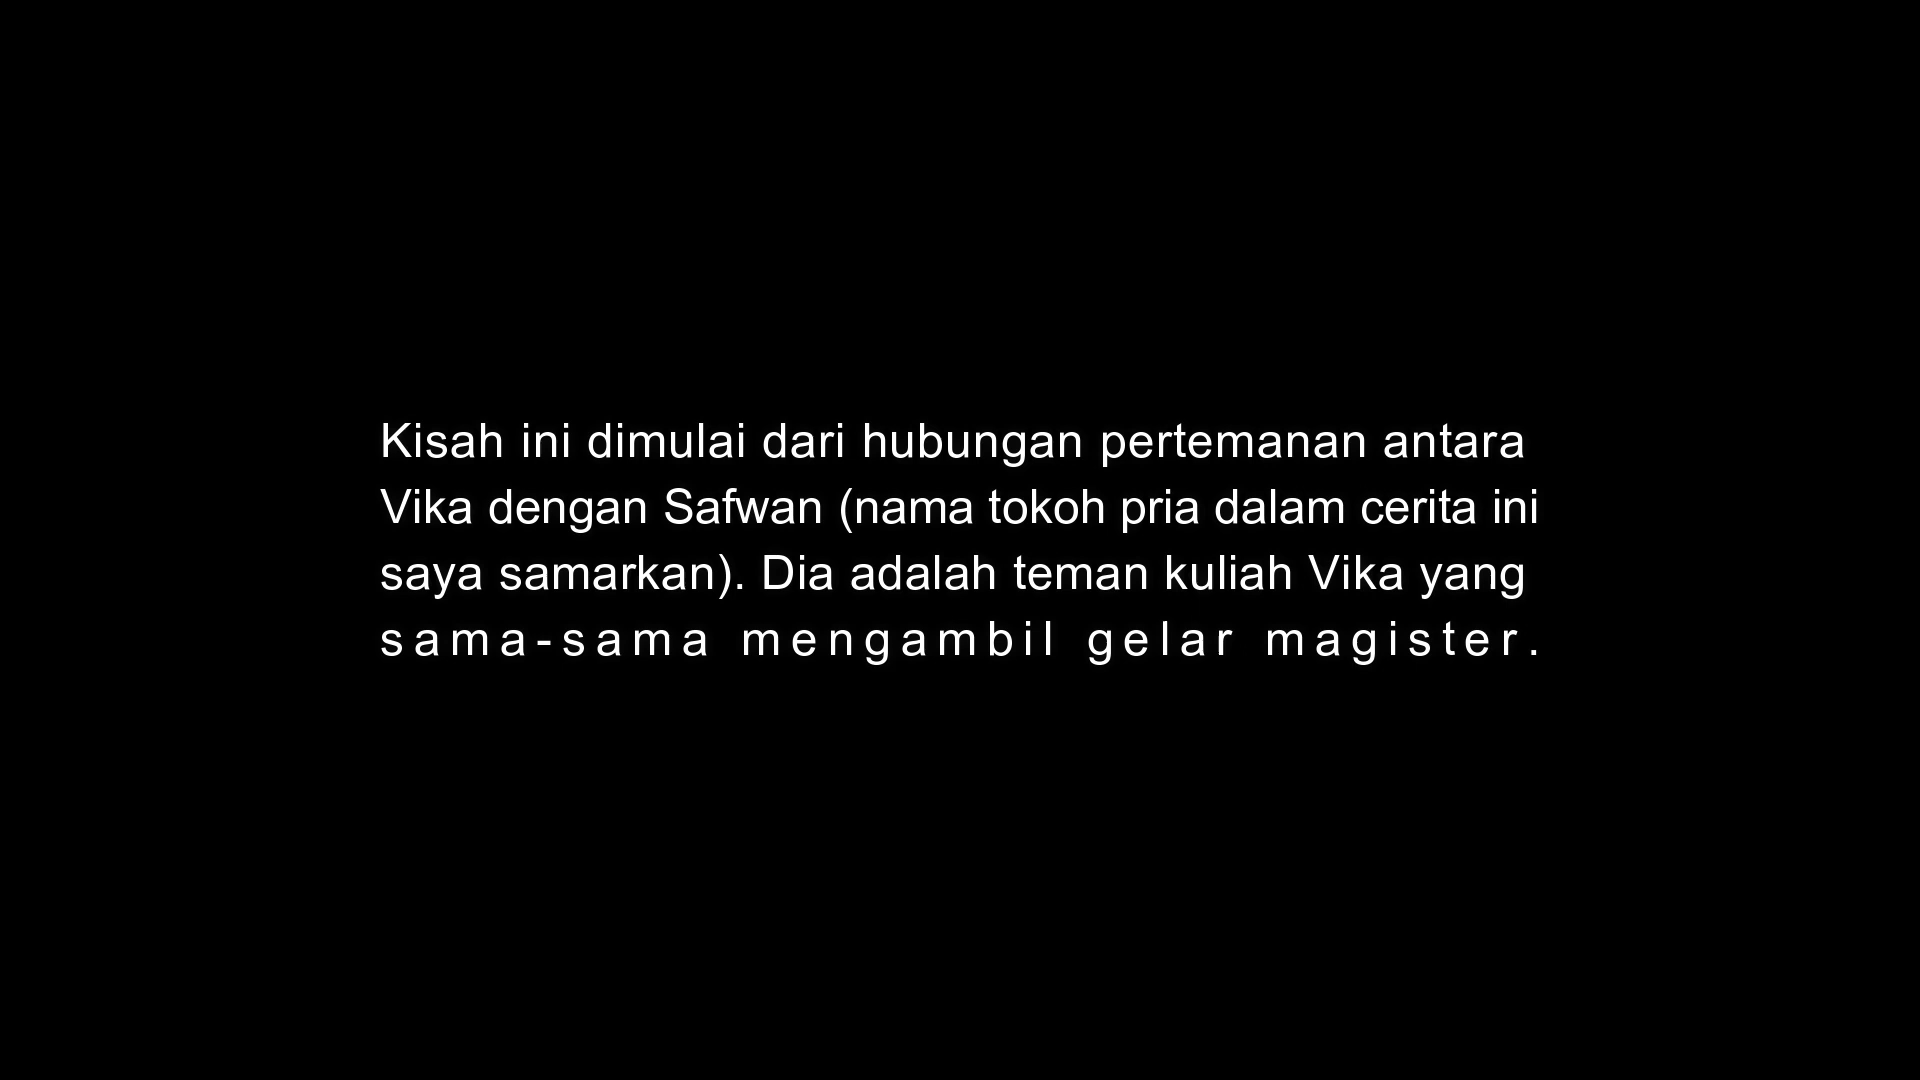 Kisah ini dimulai dari hubungan pertemanan antara
Vika dengan Safwan (nama tokoh pria dalam cerita ini
saya samarkan). Dia adalah teman kuliah Vika yang
sama-sama mengambil gelar magister.